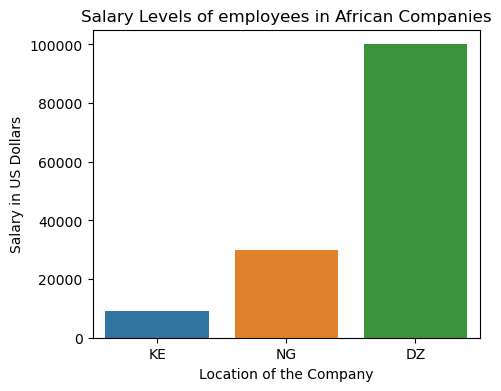 Salary Levels of employees in African Companies
Salary in US Dollars
100000
80000
60000
40000
20000
0
KE NG DZ
Location of the Company